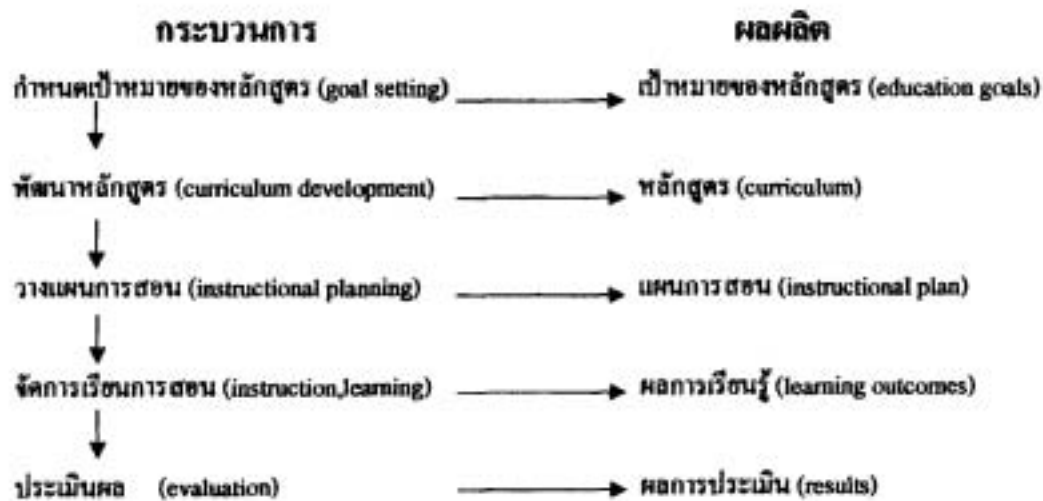 กระบวนการ ผลผลิต
กำหนดเป้าหมายของหลักสูตร (goal setting) เป้าหมายของหลักสูตร (education goals)
พัฒนาหลักสูตร (curriculum development) หลักสูตร (curriculum)
วางแผนการสอน (instructional planning) แผนการสอน (instructional plan)
จัดการเรียนการสอน (instruction,learning) ผลการเรียนรู้ (learning outcomes)
ประเมินผล (evaluation) ผลการประเมิน (results)